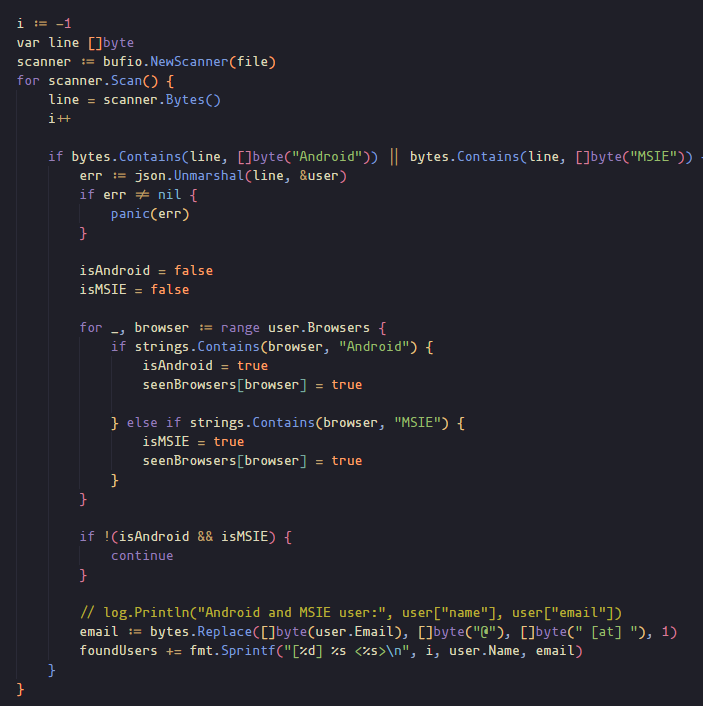 i := -1
var line []byte
scanner := bufio.NewScanner(file)
for scanner.Scan() {
    line = scanner.Bytes()
    i++

    if bytes.Contains(line, []byte("Android")) || bytes.Contains(line, []byte("MSIE"))
        err := json.Unmarshal(line, &user)
        if err != nil {
            panic(err)
        }

        isAndroid = false
        isMSIE = false

        for _, browser := range user.Browsers {
            if strings.Contains(browser, "Android") {
                isAndroid = true
                seenBrowsers[browser] = true

            } else if strings.Contains(browser, "MSIE") {
                isMSIE = true
                seenBrowsers[browser] = true
            }
        }

        if !(isAndroid && isMSIE) {
            continue
        }

        // log.Println("Android and MSIE user:", user["name"], user["email"])
        email := bytes.Replace([]byte(user.Email), []byte("@"), []byte(" [at] "), 1)
        foundUsers += fmt.Sprintf("[%d] %s <%s>\n", i, user.Name, email)
    }
}